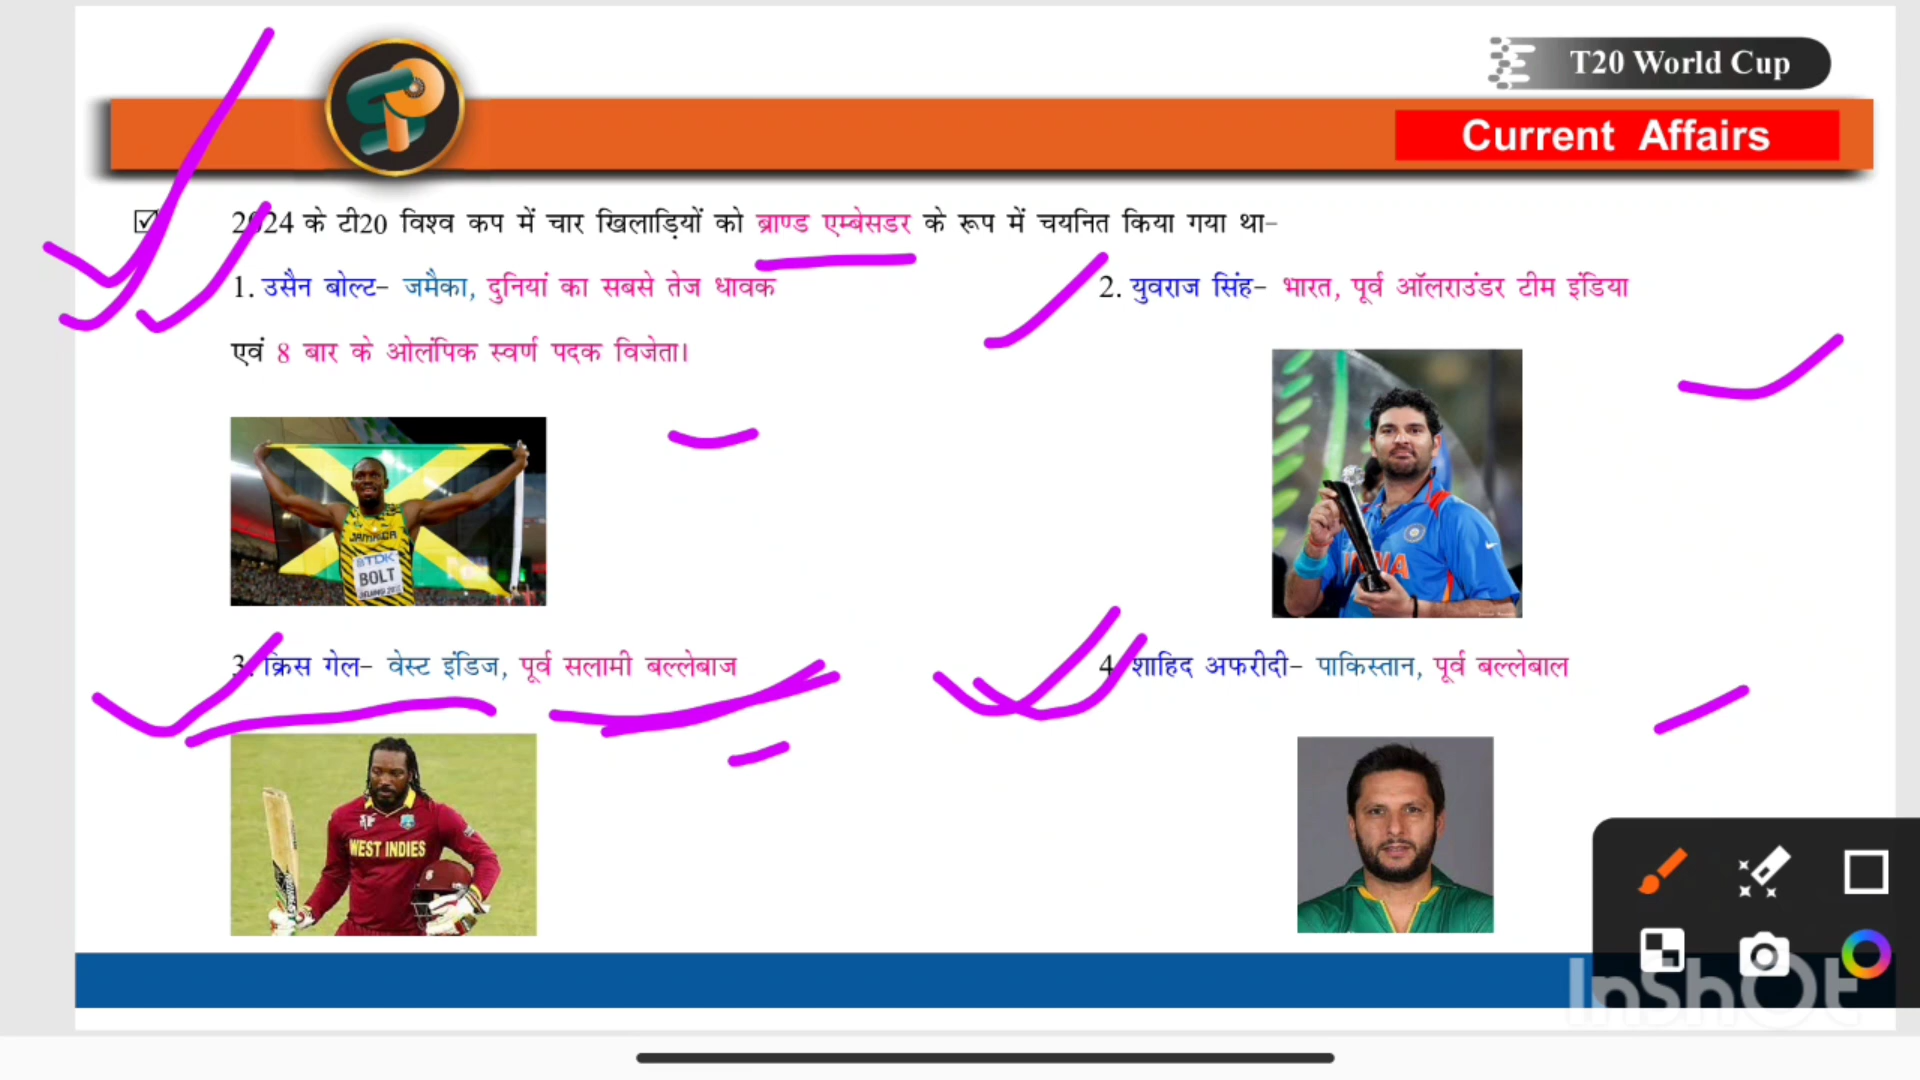 T20 World Cup
Current Affairs
2024 के टी20 विश्व कप में चार खिलाड़ियों को ब्राण्ड एम्बेसडर के रूप में चयनित किया गया था-
1. उसैन बोल्ट- जमैका, दुनियां का सबसे तेज धावक
एवं 8 बार के ओलंपिक स्वर्ण पदक विजेता।
2. युवराज सिंह- भारत, पूर्व ऑलराउंडर टीम इंडिया
JAMAICA
TDK
BOLT
INDIA
3. क्रिस गेल- वेस्ट इंडिज, पूर्व सलामी बल्लेबाज
4. शाहिद अफरीदी- पाकिस्तान, पूर्व बल्लेबाल
WEST INDIES
InShOt